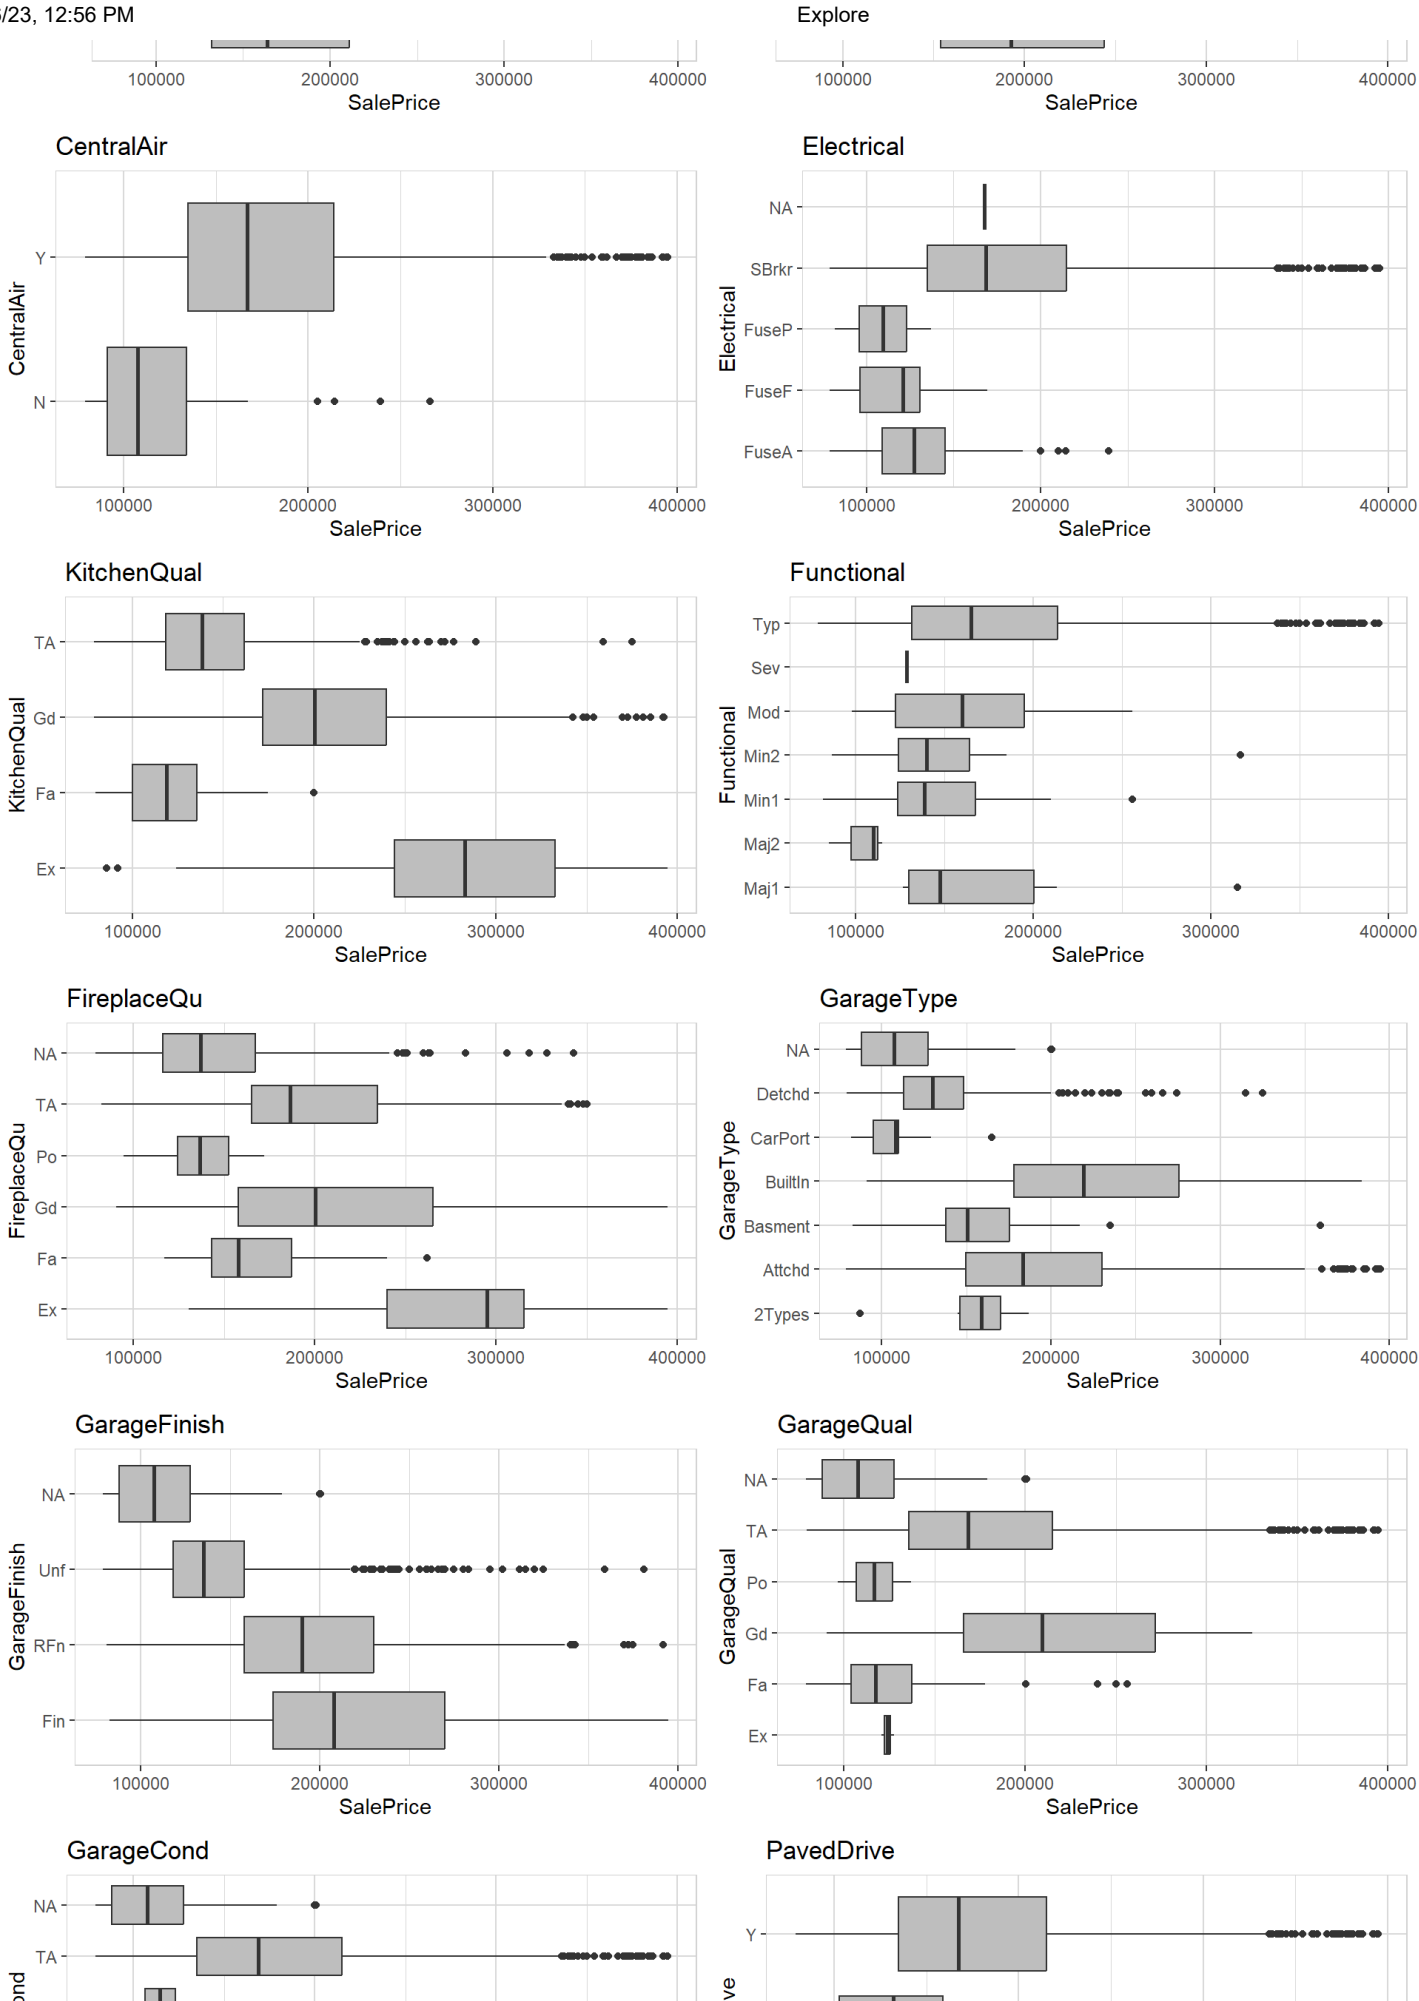 /23, 12:56 PM
Explore
100000 200000 300000 400000
SalePrice
100000 200000 300000 400000
SalePrice
CentralAir
CentralAir
Y
N
100000 200000 300000 400000
SalePrice
Electrical
Electrical
NA
SBrkr
FuseP
FuseF
FuseA
100000 200000 300000 400000
SalePrice
KitchenQual
KitchenQual
TA
Gd
Fa
Ex
100000 200000 300000 400000
SalePrice
Functional
Functional
Typ
Sev
Mod
Min2
Min1
Maj2
Maj1
100000 200000 300000 400000
SalePrice
FireplaceQu
FireplaceQu
NA
TA
Po
Gd
Fa
Ex
100000 200000 300000 400000
SalePrice
GarageType
GarageType
NA
Detchd
CarPort
BuiltIn
Basment
Attchd
2Types
100000 200000 300000 400000
SalePrice
GarageFinish
GarageFinish
NA
Unf
RFn
Fin
100000 200000 300000 400000
SalePrice
GarageQual
GarageQual
NA
TA
Po
Gd
Fa
Ex
100000 200000 300000 400000
SalePrice
GarageCond
ond
NA
TA
PavedDrive
ve
Y